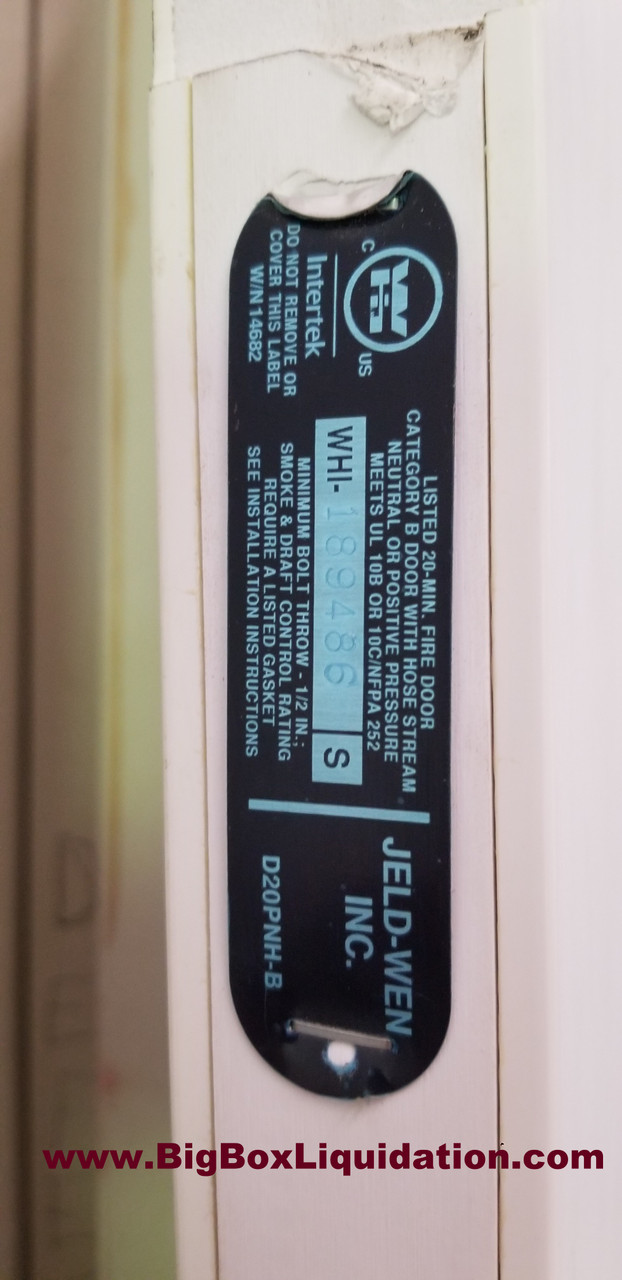 C WH US
Intertek
DO NOT REMOVE OR
COVER THIS LABEL
W/N 14682
LISTED 20-MIN. FIRE DOOR
CATEGORY B DOOR WITH HOSE STREAM
NEUTRAL OR POSITIVE PRESSURE
MEETS UL 10B OR 10C/NFPA 252
WHI- 189486 S
MINIMUM BOLT THROW - 1/2 IN.;
SMOKE & DRAFT CONTROL RATING
REQUIRE A LISTED GASKET
SEE INSTALLATION INSTRUCTIONS
JELD-WEN
INC.
D20PNH-B
www.BigBoxLiquidation.com